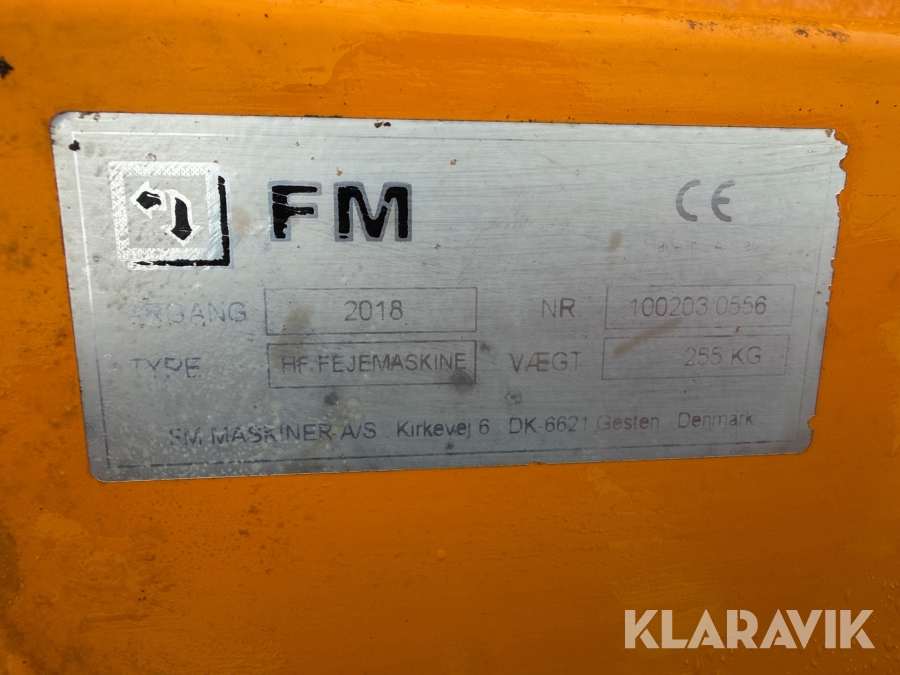 FM
CE
ÅRGANG 2018 NR 100203 0556
TYPE HF FEJEMASKINE VÆGT 255 KG
FM MASKINER A/S Kirkevej 6 DK-6621 Gesten Denmark
KLARAVIK